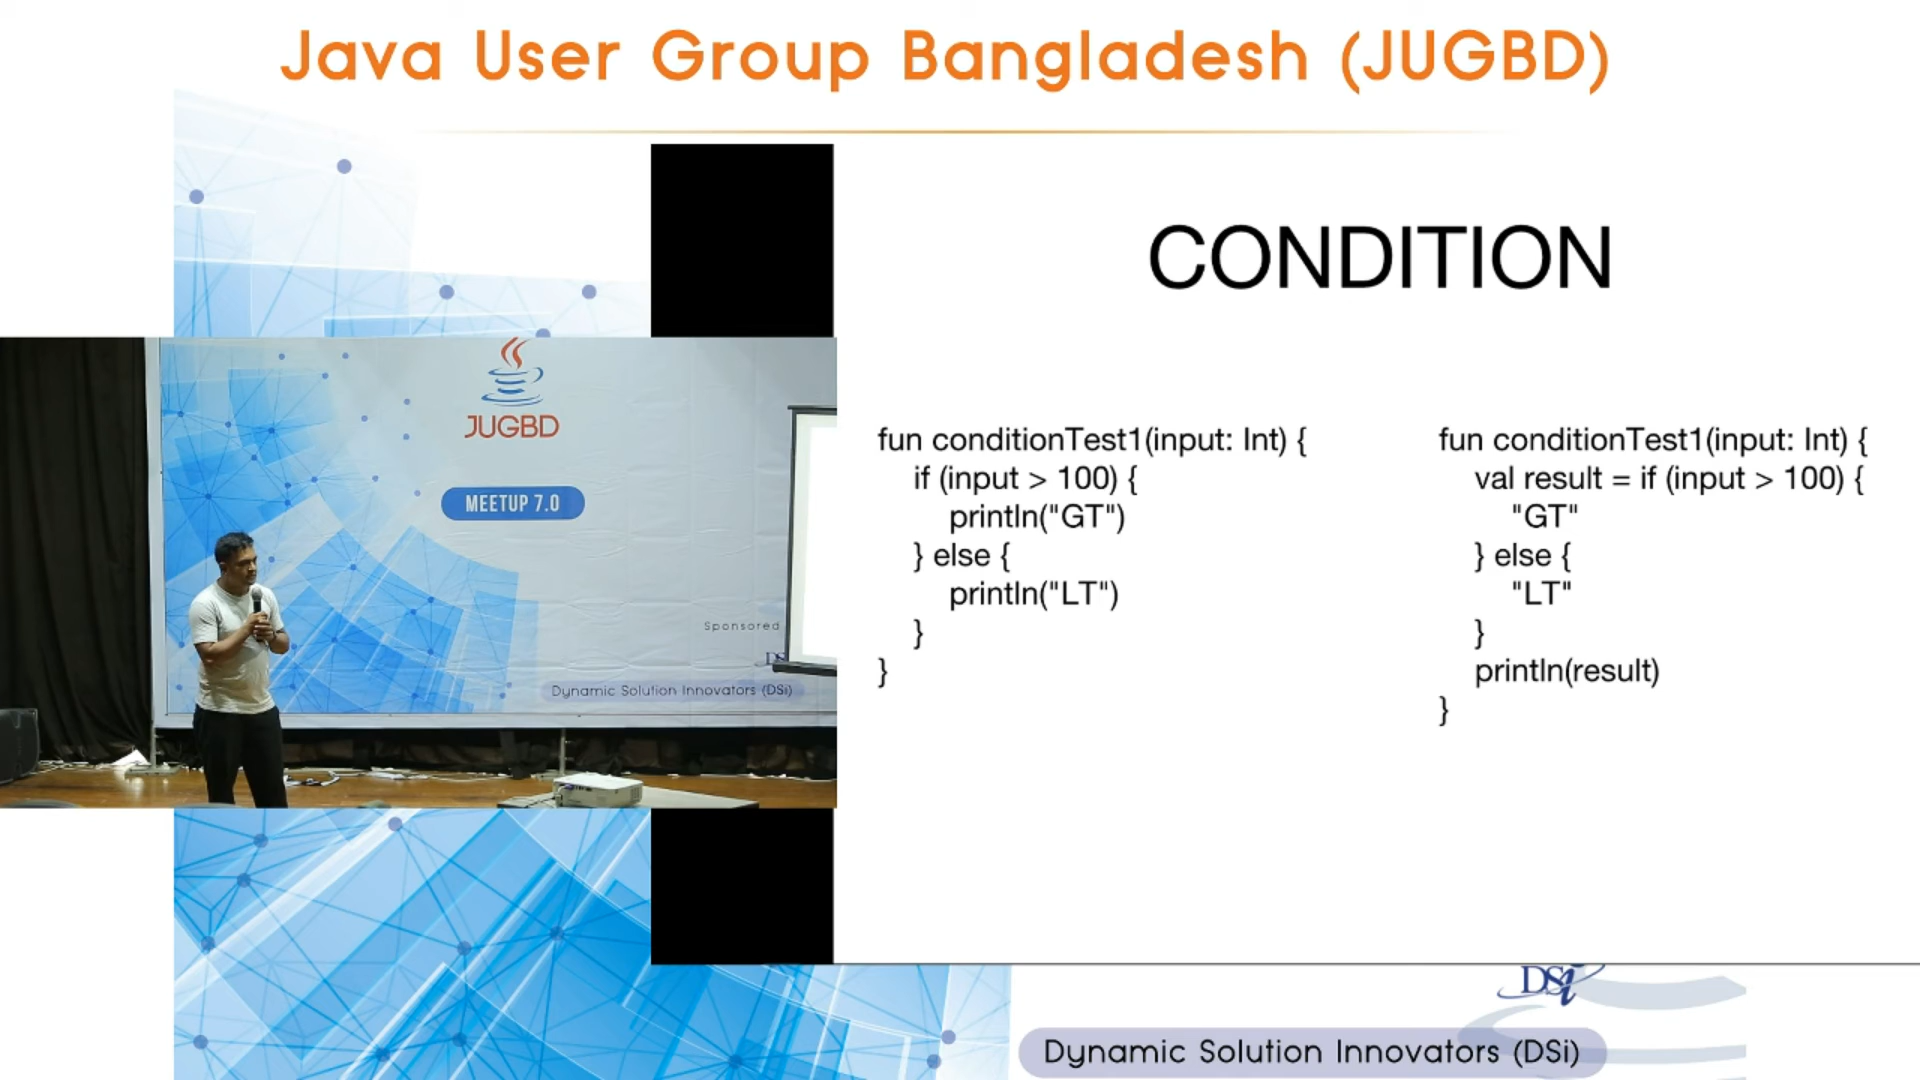 Java User Group Bangladesh (JUGBD)
CONDITION
fun conditionTest1(input: Int) {
if (input > 100) {
println("GT")
} else {
println("LT")
}
}
fun conditionTest1(input: Int) {
val result = if (input > 100) {
"GT"
} else {
"LT"
}
println(result)
}
JUGBD
MEETUP 7.0
Sponsored
DS
Dynamic Solution Innovators (DSi)
DSi
Dynamic Solution Innovators (DSi)